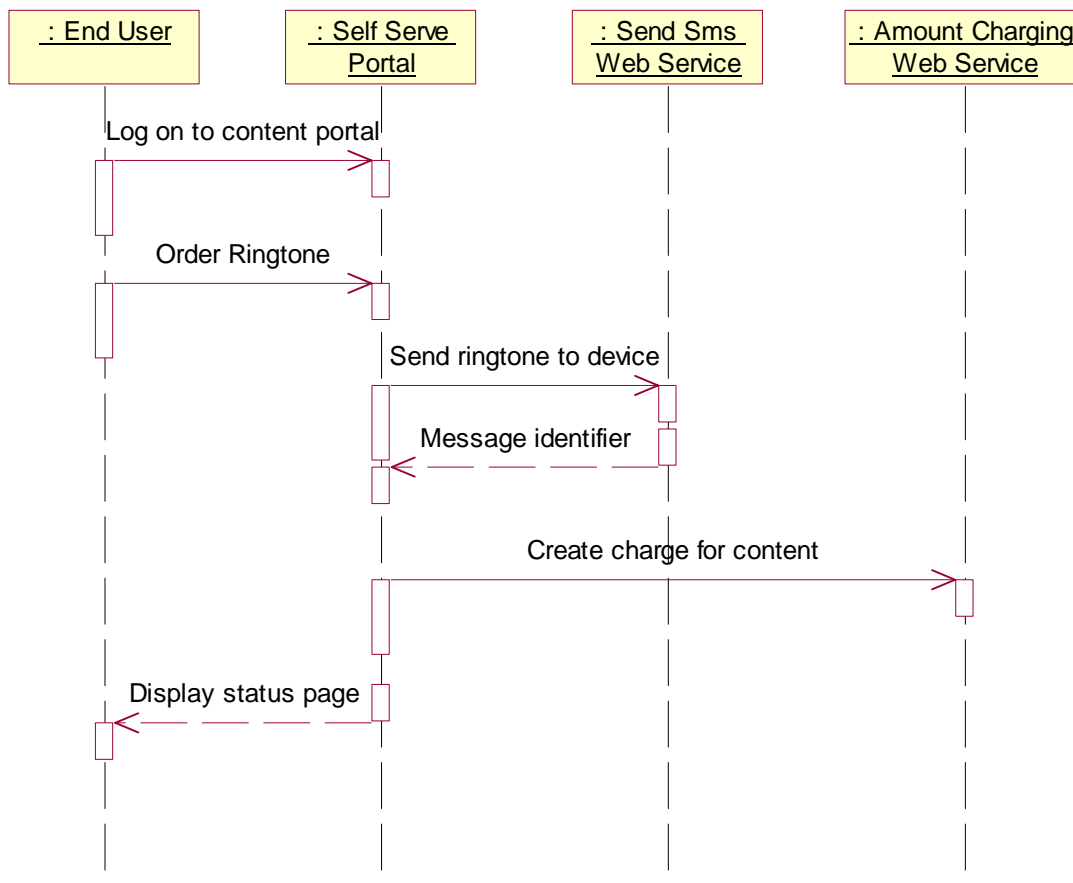 : End User
: Self Serve
Portal
: Send Sms
Web Service
: Amount Charging
Web Service
Log on to content portal
Order Ringtone
Send ringtone to device
Message identifier
Create charge for content
Display status page